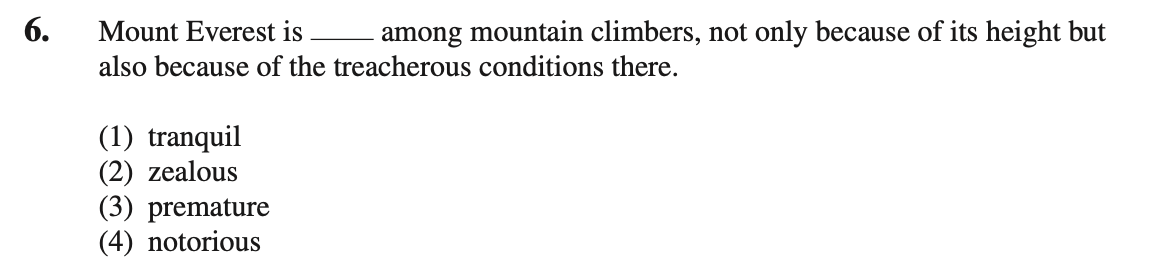 6. Mount Everest is ____ among mountain climbers, not only because of its height but
also because of the treacherous conditions there.
(1) tranquil
(2) zealous
(3) premature
(4) notorious